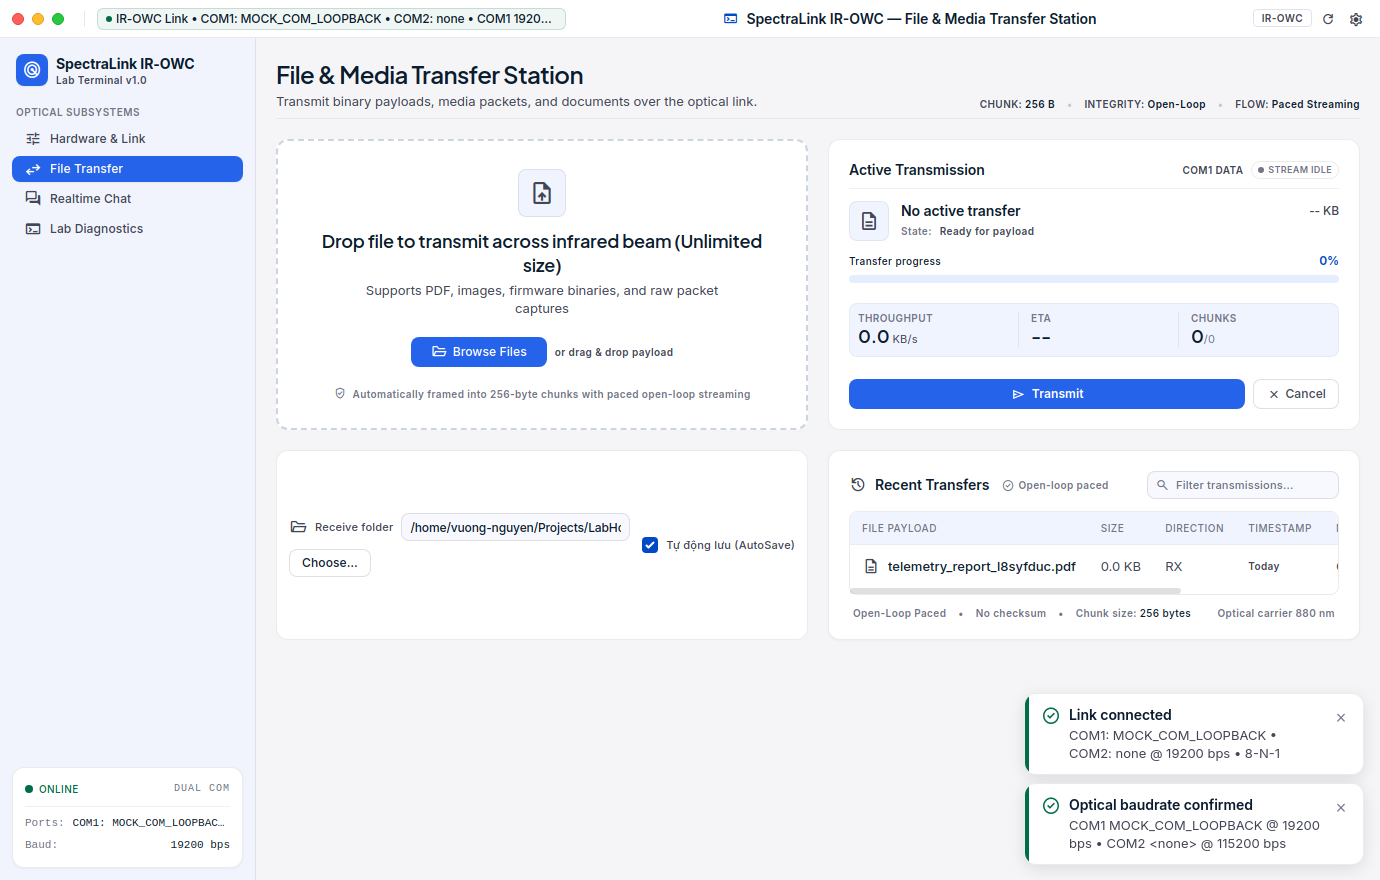 IR-OWC Link • COM1: MOCK_COM_LOOPBACK • COM2: none • COM1 1920...
SpectraLink IR-OWC — File & Media Transfer Station
IR-OWC
SpectraLink IR-OWC
Lab Terminal v1.0
OPTICAL SUBSYSTEMS
Hardware & Link
File Transfer
Realtime Chat
Lab Diagnostics
ONLINE
DUAL COM
Ports: COM1: MOCK_COM_LOOPBAC…
Baud: 19200 bps
File & Media Transfer Station
Transmit binary payloads, media packets, and documents over the optical link.
CHUNK: 256 B • INTEGRITY: Open-Loop • FLOW: Paced Streaming
Drop file to transmit across infrared beam (Unlimited
size)
Supports PDF, images, firmware binaries, and raw packet
captures
Browse Files
or drag & drop payload
Automatically framed into 256-byte chunks with paced open-loop streaming
Active Transmission
COM1 DATA
STREAM IDLE
No active transfer
-- KB
State: Ready for payload
Transfer progress
0%
THROUGHPUT
0.0 KB/s
ETA
--
CHUNKS
0/0
Transmit
Cancel
Receive folder
/home/vuong-nguyen/Projects/LabHo
Choose...
Tự động lưu (AutoSave)
Recent Transfers
Open-loop paced
Filter transmissions...
FILE PAYLOAD SIZE DIRECTION TIMESTAMP
telemetry_report_l8syfduc.pdf 0.0 KB RX Today
Open-Loop Paced • No checksum • Chunk size: 256 bytes
Optical carrier 880 nm
Link connected
COM1: MOCK_COM_LOOPBACK •
COM2: none @ 19200 bps • 8-N-1
Optical baudrate confirmed
COM1 MOCK_COM_LOOPBACK @ 19200
bps • COM2 <none> @ 115200 bps